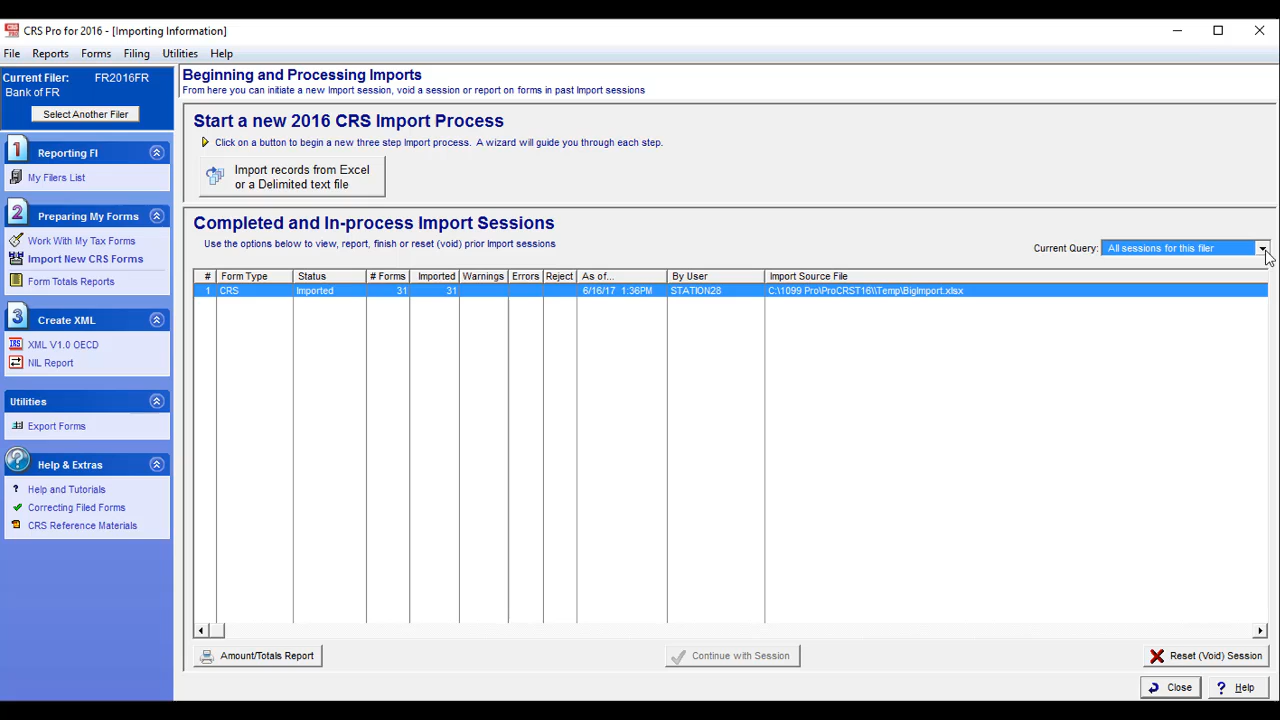 CRS PRO
CRS Pro for 2016 - [Importing Information]
File Reports Forms Filing Utilities Help
Current Filer: FR2016FR
Bank of FR
Select Another Filer
1 Reporting FI
My Filers List
2 Preparing My Forms
Work With My Tax Forms
Import New CRS Forms
Form Totals Reports
3 Create XML
IRS XML V1.0 OECD
NIL Report
Utilities
Export Forms
? Help & Extras
? Help and Tutorials
Correcting Filed Forms
CRS Reference Materials
Beginning and Processing Imports
From here you can initiate a new Import session, void a session or report on forms in past Import sessions
Start a new 2016 CRS Import Process
Click on a button to begin a new three step Import process. A wizard will guide you through each step.
Import records from Excel
or a Delimited text file
Completed and In-process Import Sessions
Use the options below to view, report, finish or reset (void) prior Import sessions
Current Query: All sessions for this filer
# Form Type Status # Forms Imported Warnings Errors Reject As of... By User Import Source File
1 CRS Imported 31 31 6/16/17 1:36PM STATION28 C:\1099 Pro\ProCRST16\\Temp\BigImport.xlsx
Amount/Totals Report Continue with Session Reset (Void) Session
Close ? Help